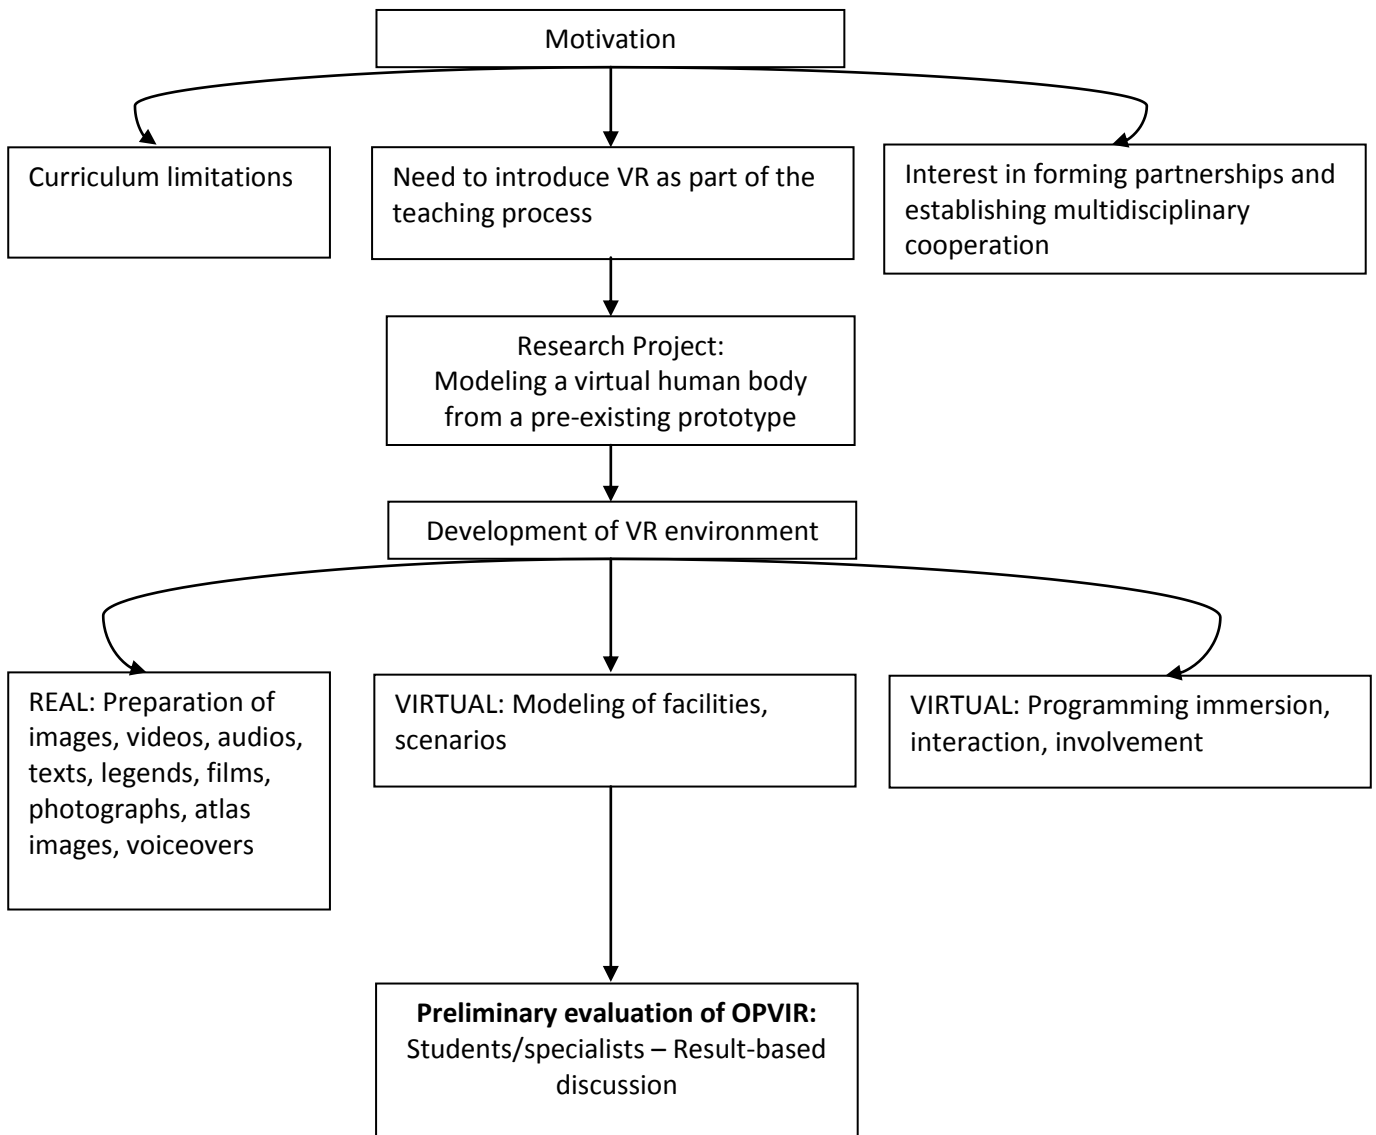 Motivation
Curriculum limitations
Need to introduce VR as part of the
teaching process
Interest in forming partnerships and
establishing multidisciplinary
cooperation
Research Project:
Modeling a virtual human body
from a pre-existing prototype
Development of VR environment
REAL: Preparation of
images, videos, audios,
texts, legends, films,
photographs, atlas
images, voiceovers
VIRTUAL: Modeling of facilities,
scenarios
VIRTUAL: Programming immersion,
interaction, involvement
Preliminary evaluation of OPVIR:
Students/specialists – Result-based
discussion